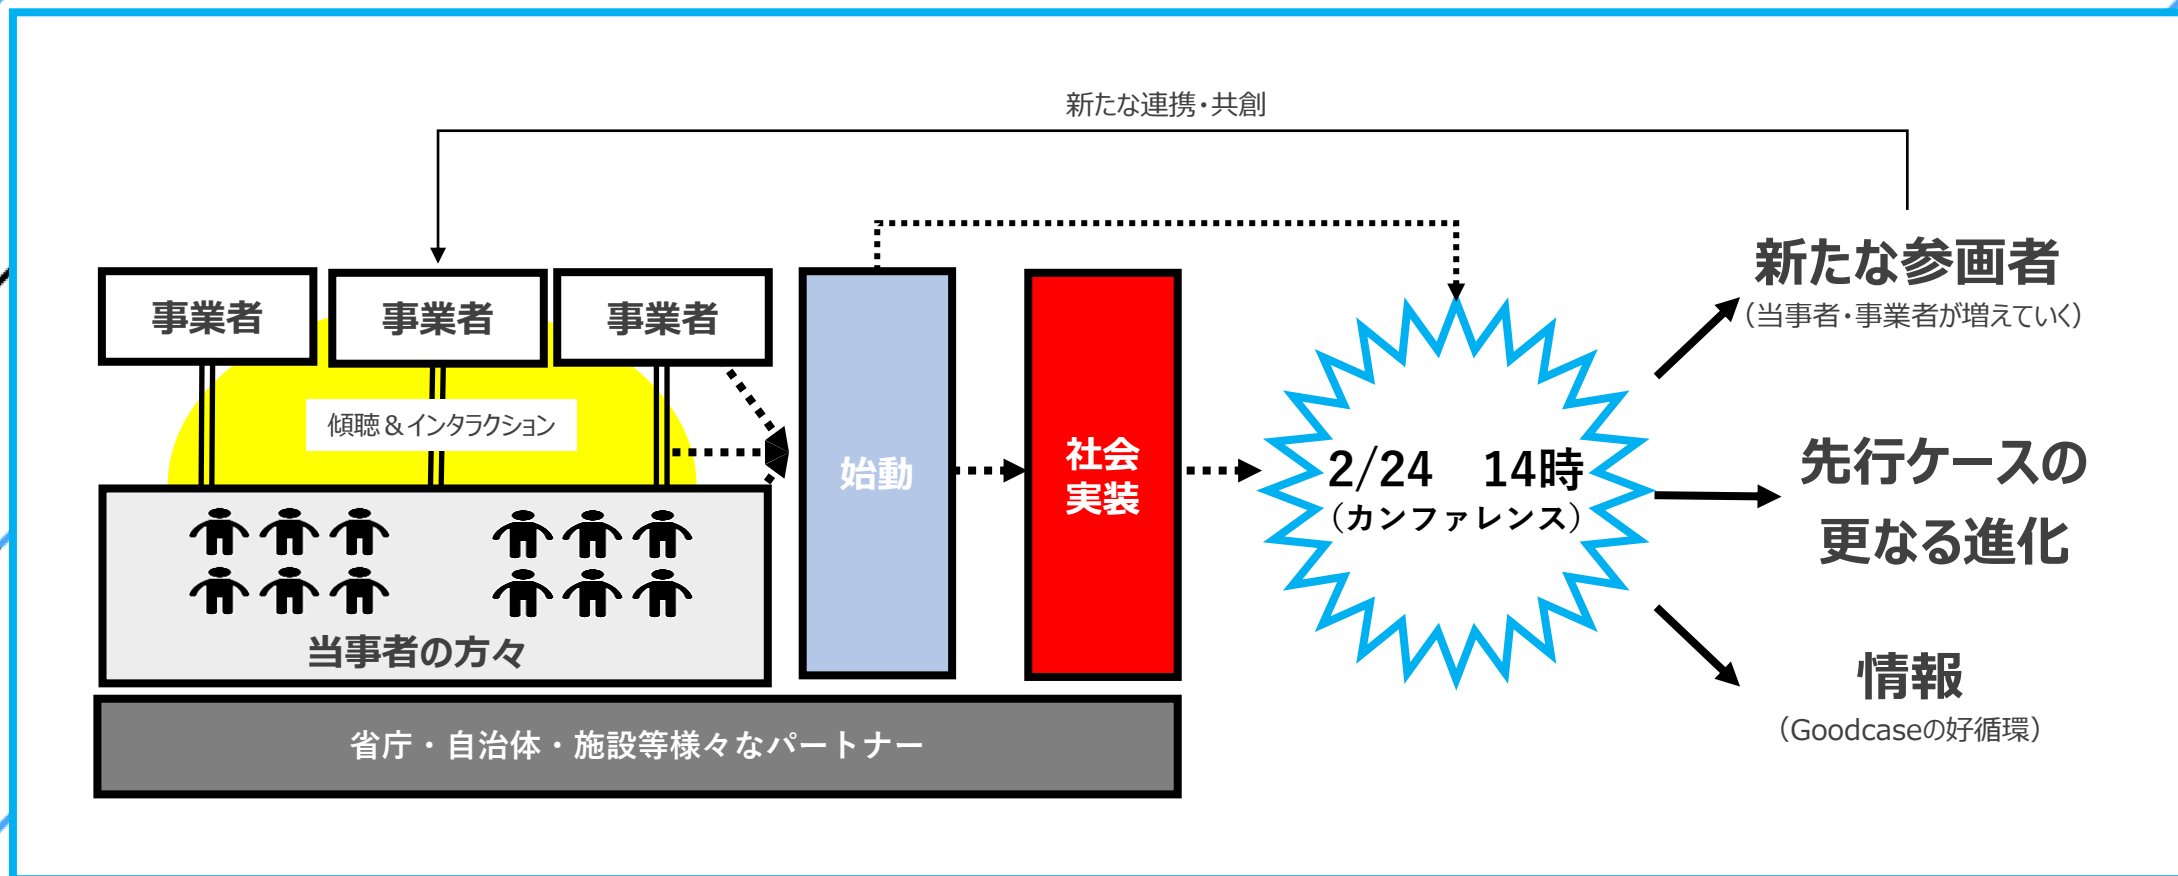 新たな連携・共創
事業者
事業者
事業者
傾聴＆インタラクション
当事者の方々
省庁・自治体・施設等様々なパートナー
始動
社会
実装
2/24　14時
（カンファレンス）
新たな参画者
（当事者・事業者が増えていく）
先行ケースの
更なる進化
情報
（Goodcaseの好循環）